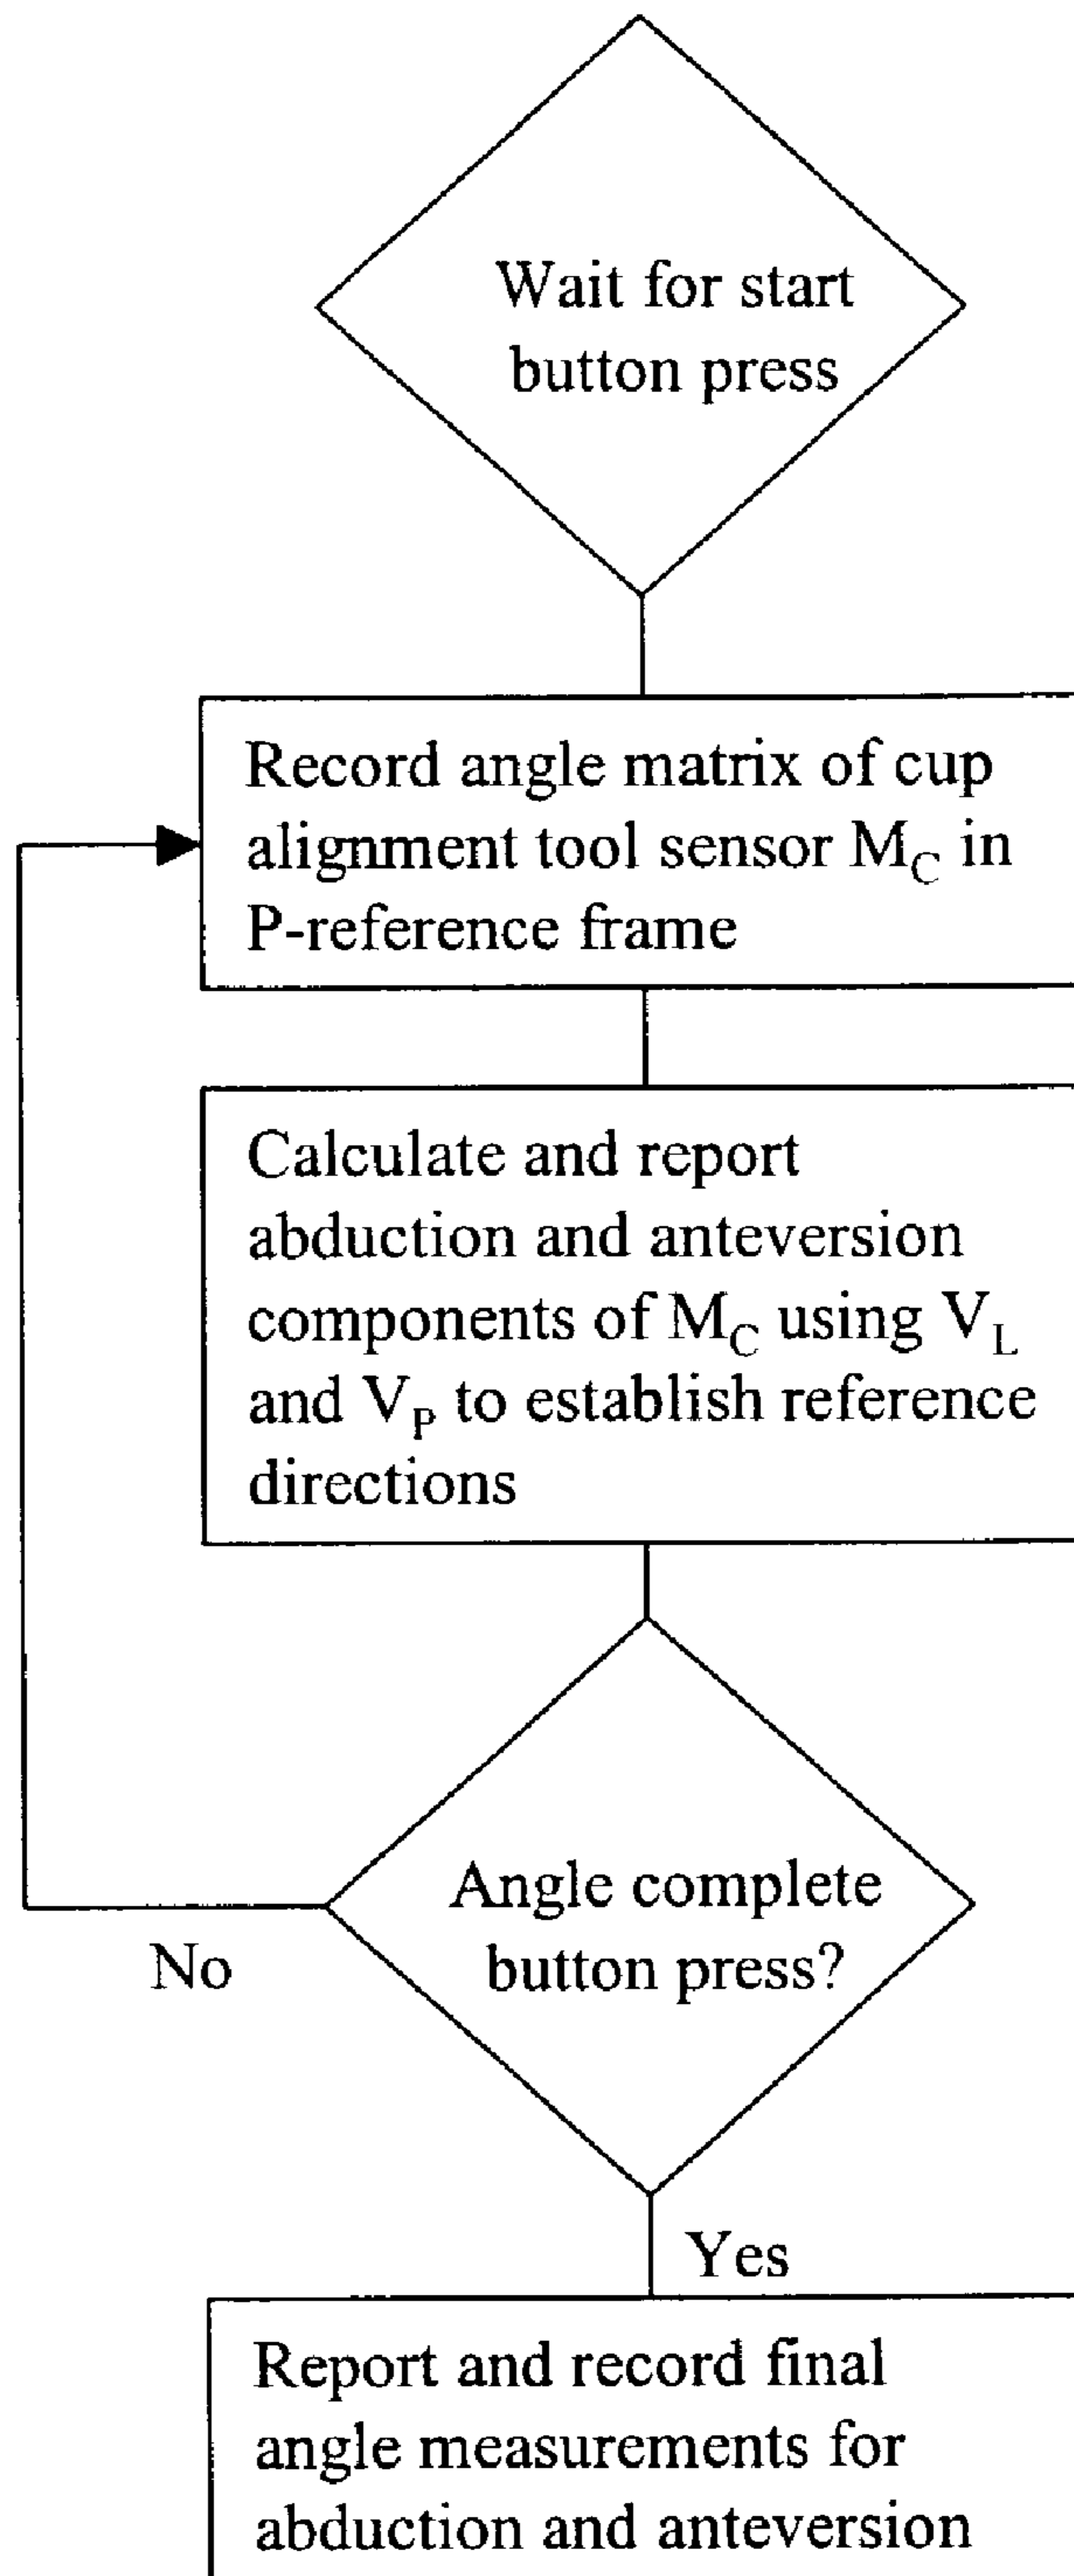 Wait for start
button press
Record angle matrix of cup
alignment tool sensor M_C in
P-reference frame
Calculate and report
abduction and anteversion
components of M_C using V_L
and V_P to establish reference
directions
Angle complete
button press?
No
Yes
Report and record final
angle measurements for
abduction and anteversion